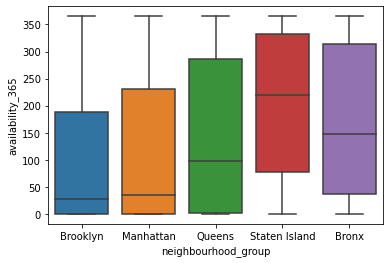 availability_365
350
300
250
200
150
100
50
0
Brooklyn Manhattan Queens Staten Island Bronx
neighbourhood_group